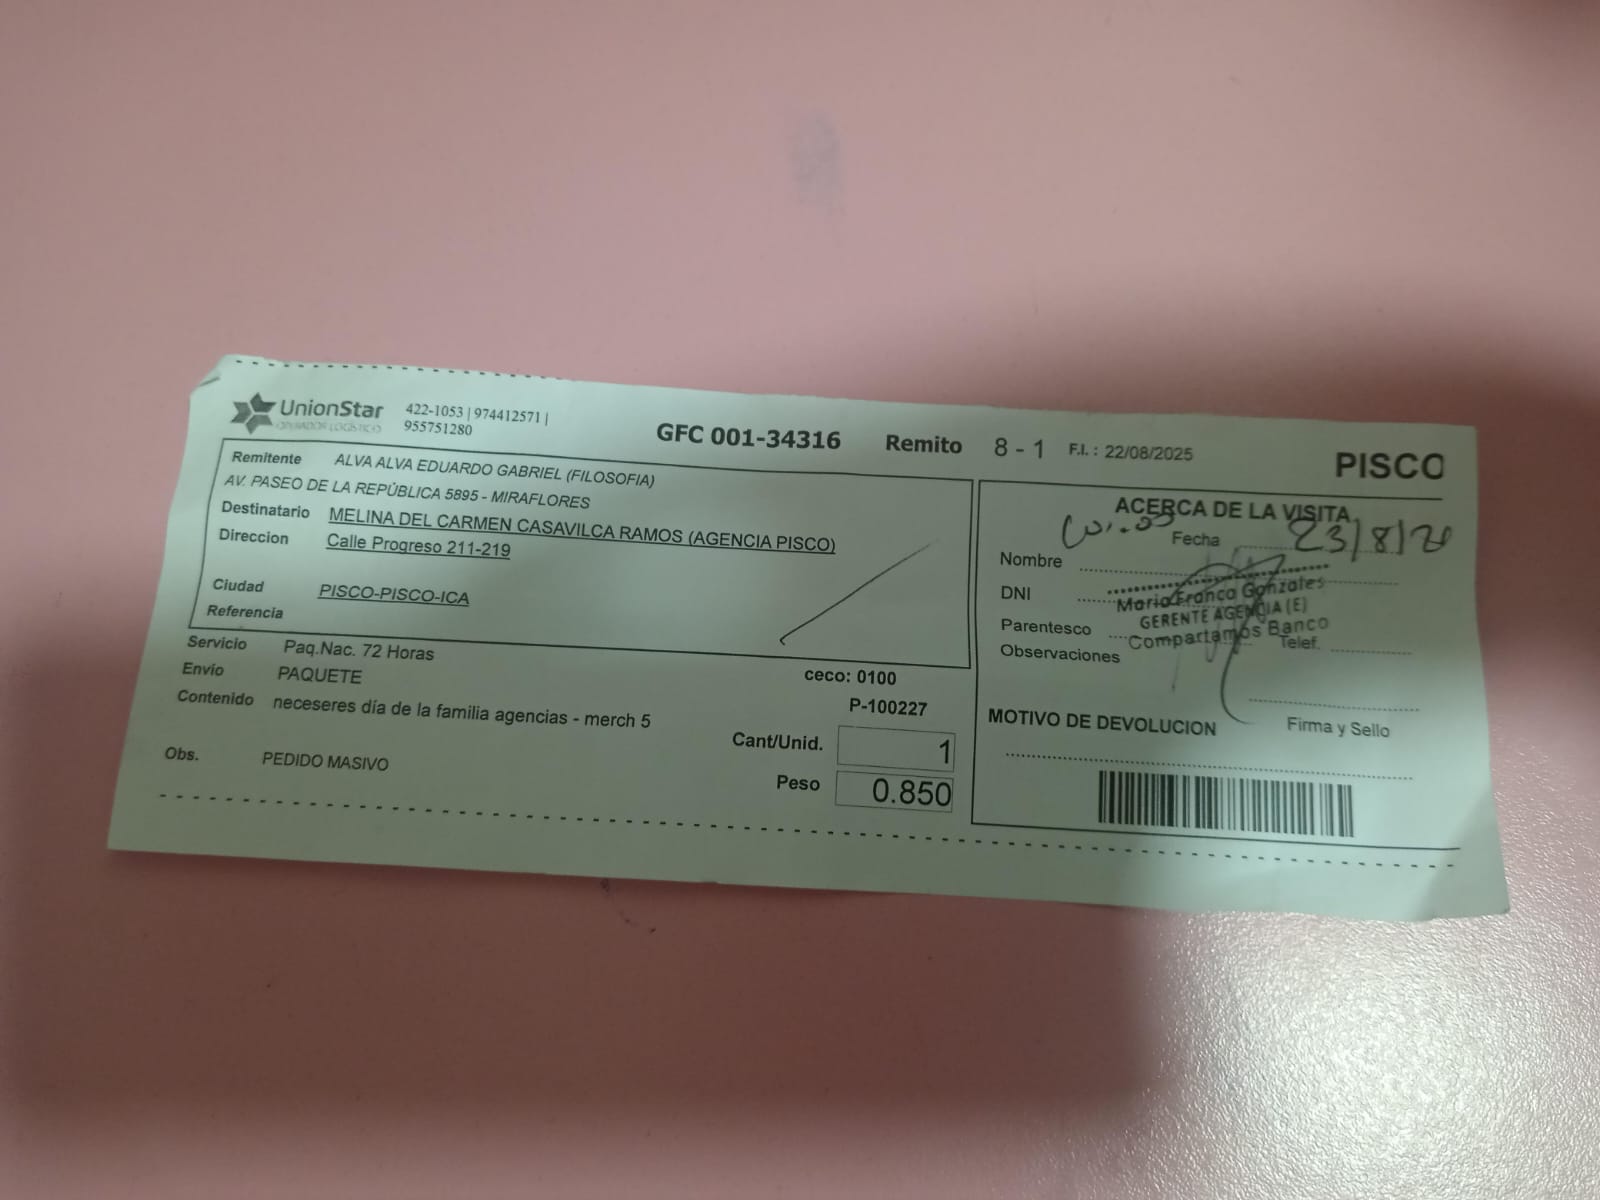 UnionStar
OPERADOR LOGÍSTICO
422-1053 | 974412571 |
955751280
GFC 001-34316 Remito 8 - 1 F.I. : 22/08/2025
PISCO
Remitente ALVA ALVA EDUARDO GABRIEL (FILOSOFIA)
AV. PASEO DE LA REPÚBLICA 5895 - MIRAFLORES
Destinatario MELINA DEL CARMEN CASAVILCA RAMOS (AGENCIA PISCO)
Direccion Calle Progreso 211-219
Ciudad PISCO-PISCO-ICA
Referencia
Servicio Paq.Nac. 72 Horas
Envío PAQUETE
Contenido neceseres día de la familia agencias - merch 5
Obs. PEDIDO MASIVO
ceco: 0100
P-100227
Cant/Unid. 1
Peso 0.850
ACERCA DE LA VISITA
Fecha 23/8/20
Nombre
DNI
Mario Franco Gonzales
GERENTE AGENCIA (E)
Parentesco Compartamos Banco
Telef.
Observaciones
MOTIVO DE DEVOLUCION
Firma y Sello